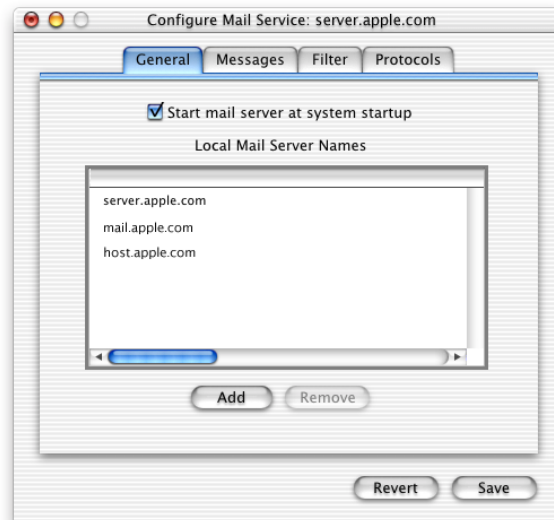 Configure Mail Service: server.apple.com
General Messages Filter Protocols
Start mail server at system startup
Local Mail Server Names
server.apple.com
mail.apple.com
host.apple.com
Add Remove
Revert Save